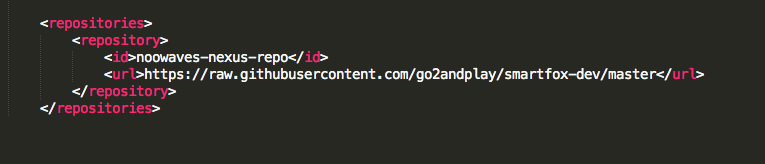 <repositories>
<repository>
<id>noowaves-nexus-repo</id>
<url>https://raw.githubusercontent.com/go2andplay/smartfox-dev/master</url>
</repository>
</repositories>